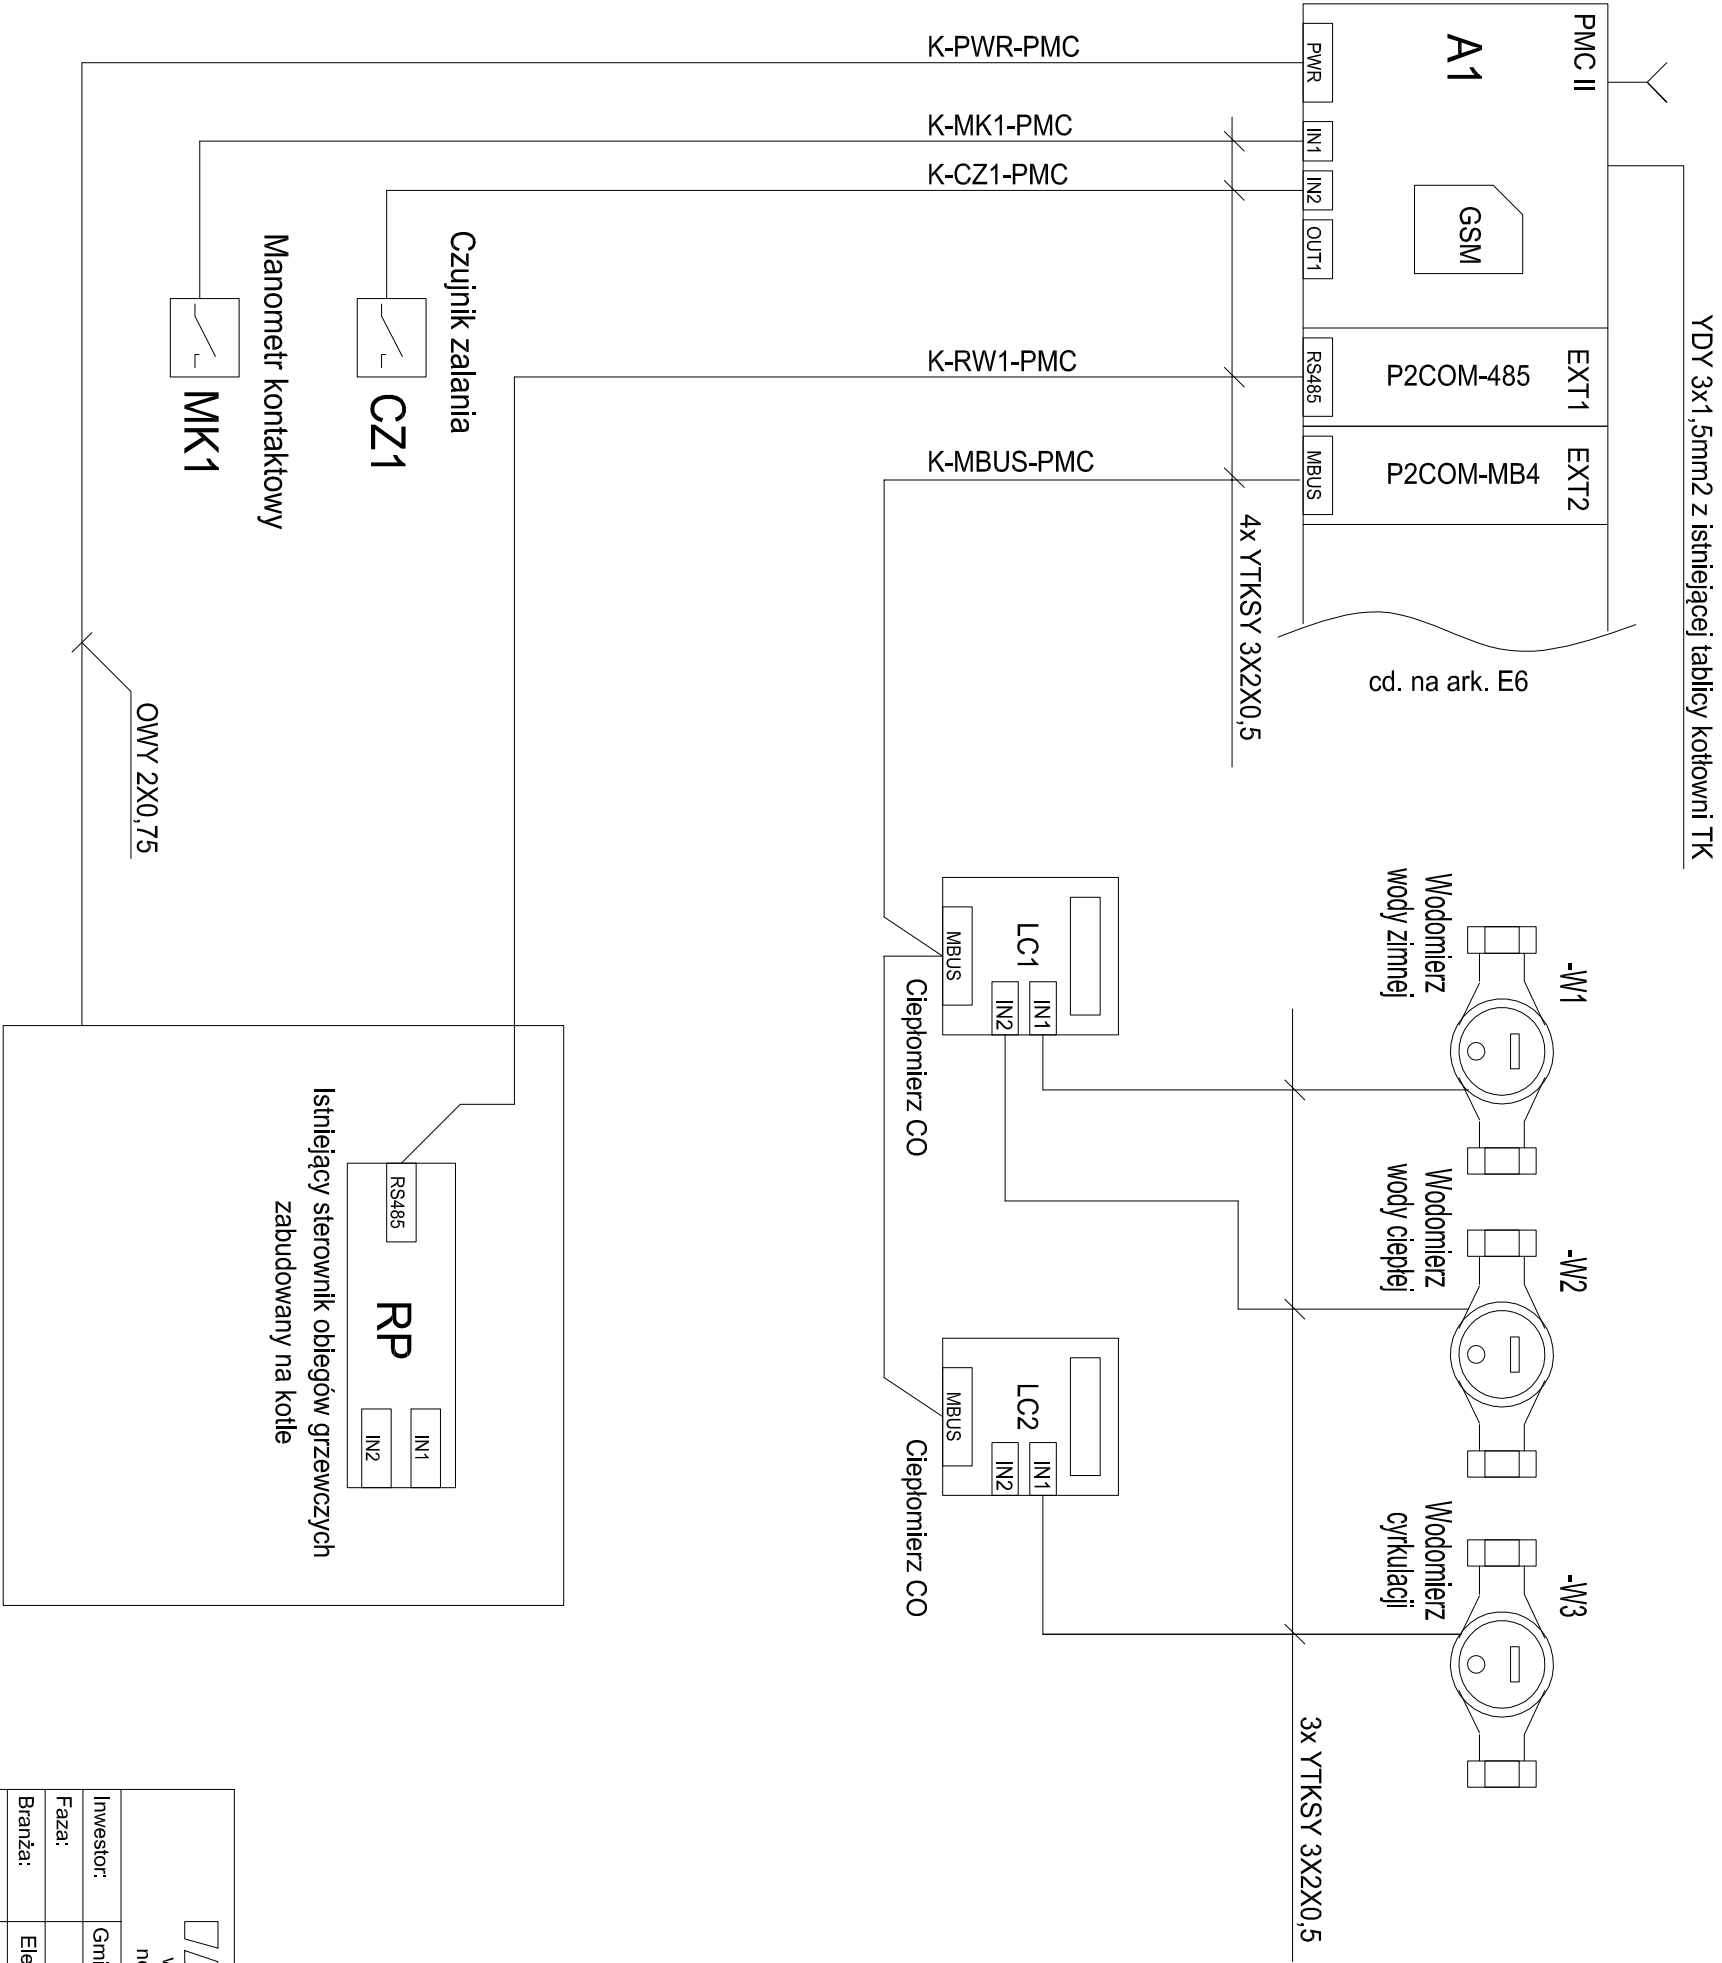 YDY 3x1,5mm2 z istniejącej tablicy kotłowni TK
PMC II
A1
GSM
PWR
IN1
IN2
OUT1
EXT1
P2COM-485
RS485
EXT2
P2COM-MB4
MBUS
cd. na ark. E6
K-PWR-PMC
K-MK1-PMC
K-CZ1-PMC
K-RW1-PMC
K-MBUS-PMC
4x YTKSY 3X2X0,5
-W1
Wodomierz
wody zimnej
-W2
Wodomierz
wody ciepłej
-W3
Wodomierz
cyrkulacji
3x YTKSY 3X2X0,5
LC1
IN1
IN2
MBUS
Ciepłomierz CO
LC2
IN1
IN2
MBUS
Ciepłomierz CO
Czujnik zalania
CZ1
Manometr kontaktowy
MK1
OWY 2X0,75
RS485
RP
IN1
IN2
Istniejący sterownik obiegów grzewczych
zabudowany na kotle
Inwestor:
Gmi
Faza:
Branża:
Ele